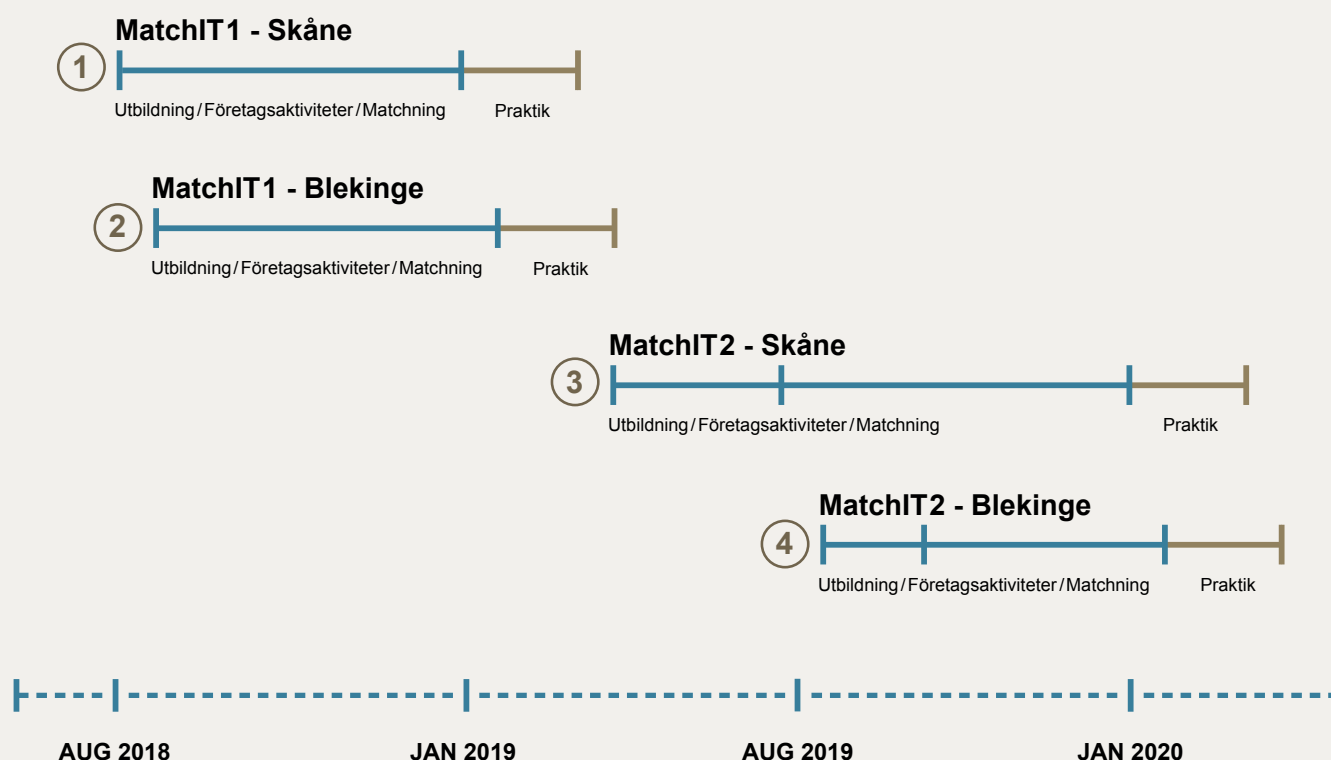 MatchIT1 - Skåne
1
Utbildning/Företagsaktiviteter/Matchning Praktik
MatchIT1 - Blekinge
2
Utbildning/Företagsaktiviteter/Matchning Praktik
MatchIT2 - Skåne
3
Utbildning/Företagsaktiviteter/Matchning Praktik
MatchIT2 - Blekinge
4
Utbildning/Företagsaktiviteter/Matchning Praktik
AUG 2018 JAN 2019 AUG 2019 JAN 2020